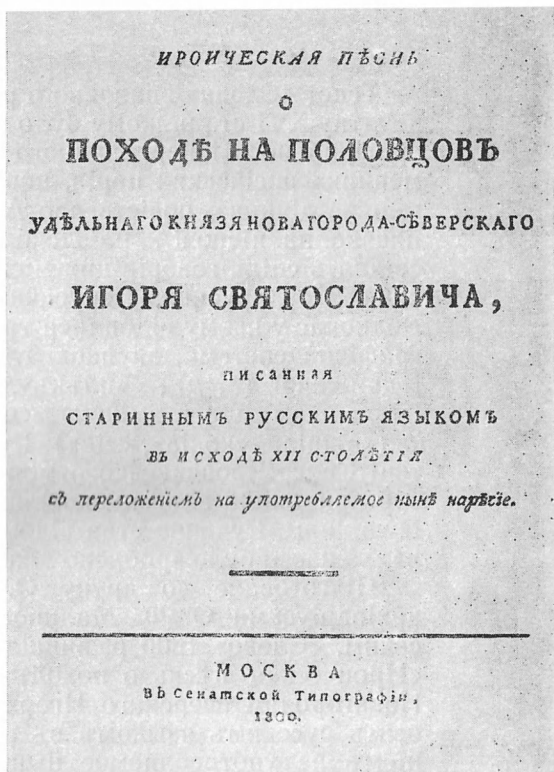 ИРОИЧЕСКАЯ ПѢСНЬ
О
ПОХОДѢ НА ПОЛОВЦОВЪ
УДѢЛЬНАГО КНЯЗЯ НОВАГОРОДА-СѢВЕРСКАГО
ИГОРЯ СВЯТОСЛАВИЧА,
писанная
СТАРИННЫМЪ РУССКИМЪ ЯЗЫКОМЪ
ВЪ ИСХОДѢ XII СТОЛѢТІЯ
съ переложеніемъ на употребляемое нынѣ нарѣчіе.
МОСКВА
Въ Сенатской Типографіи,
1800.